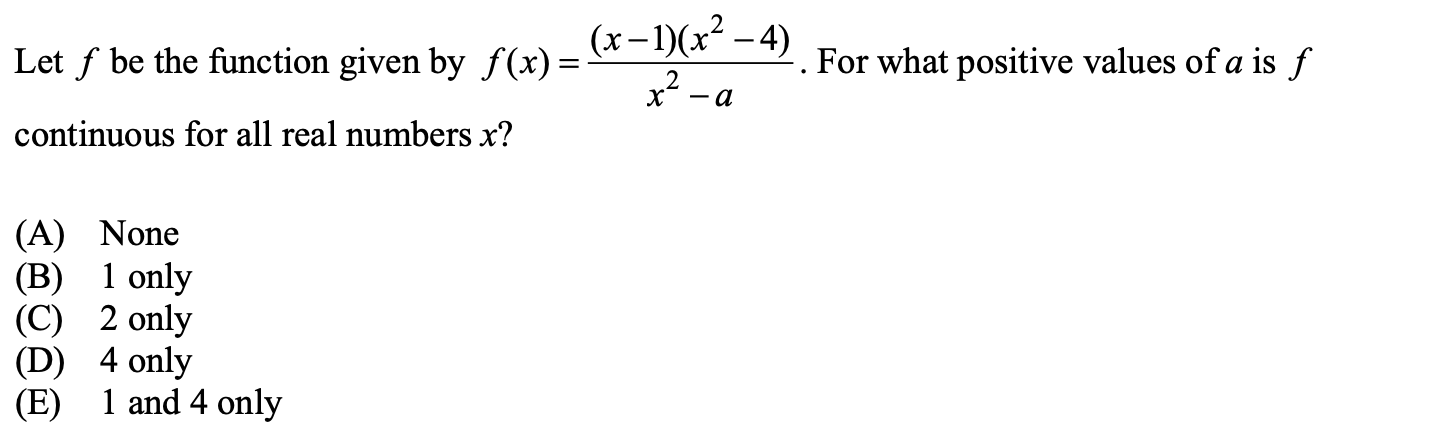 Let f be the function given by f(x) = \frac{(x-1)(x^2-4)}{x^2-a}. For what positive values of a is f
continuous for all real numbers x?
(A) None
(B) 1 only
(C) 2 only
(D) 4 only
(E) 1 and 4 only